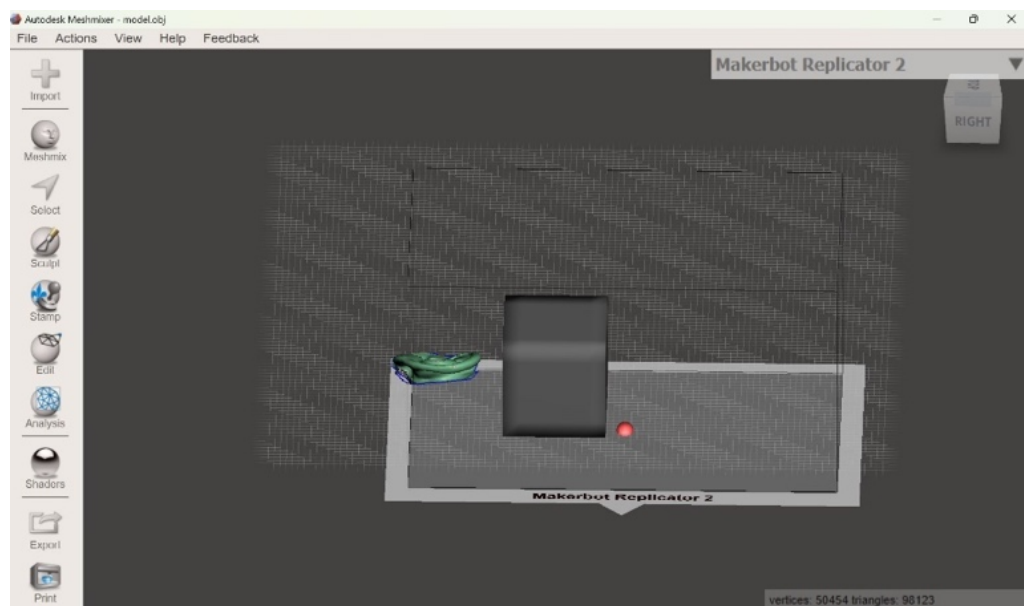 Autodesk Meshmixer - model.obj
File Actions View Help Feedback
Makerbot Replicator 2
Import
RIGHT
Meshmix
Select
Sculpt
Stamp
Edit
Analysis
Shaders
Makerbot Replicator 2
Export
Print
vertices: 50454 triangles: 98123